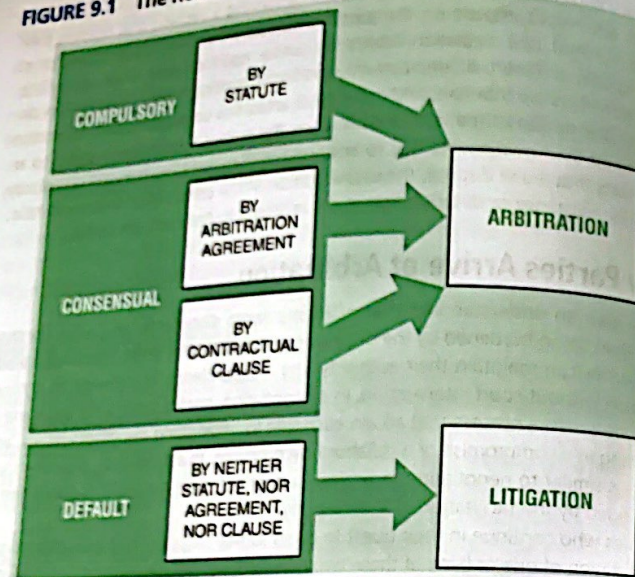 FIGURE 9.1 The
COMPULSORY
BY
STATUTE
ARBITRATION
CONSENSUAL
BY
ARBITRATION
AGREEMENT
BY
CONTRACTUAL
CLAUSE
DEFAULT
BY NEITHER
STATUTE, NOR
AGREEMENT,
NOR CLAUSE
LITIGATION